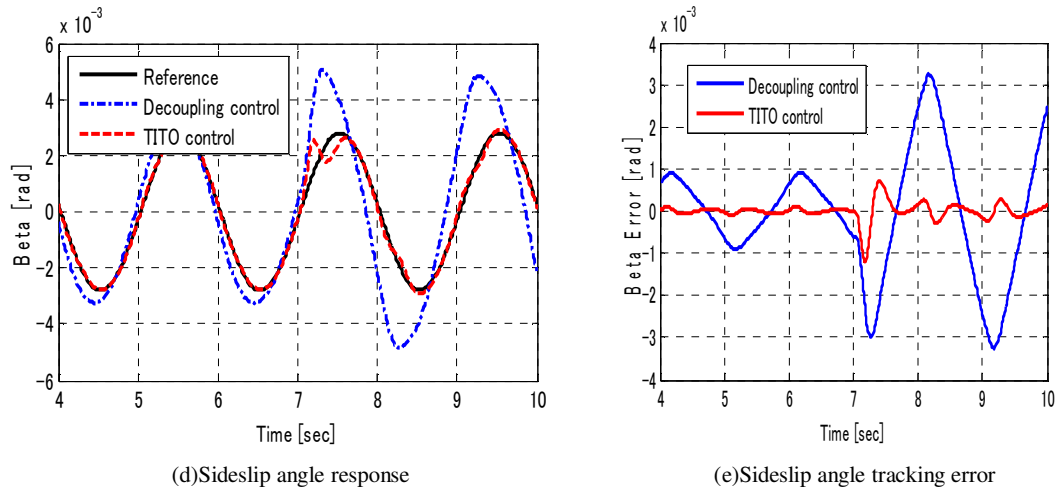 x 10⁻³
6
4
2
0
-2
-4
-6
Reference
Decoupling control
TITO control
Beta [rad]
4 5 6 7 8 9 10
Time [sec]
(d)Sideslip angle response
x 10⁻³
4
3
2
1
0
-1
-2
-3
-4
Decoupling control
TITO control
Beta Error [rad]
4 5 6 7 8 9 10
Time [sec]
(e)Sideslip angle tracking error